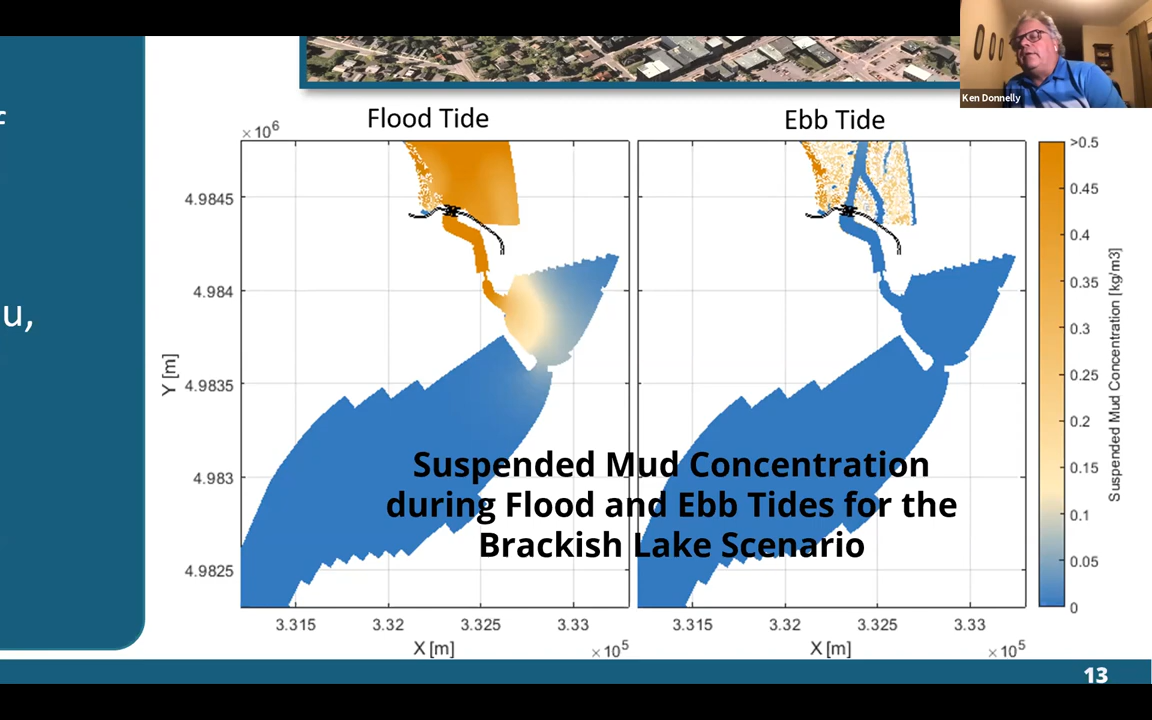 Ken Donnelly
u,
Flood Tide
Ebb Tide
×10⁶
4.9845
4.984
4.9835
4.983
4.9825
Y [m]
3.315
3.32
3.325
3.33
X [m]
×10⁵
3.315
3.32
3.325
3.33
X [m]
×10⁵
>0.5
0.45
0.4
0.35
0.3
0.25
0.2
0.15
0.1
0.05
0
Suspended Mud Concentration [kg/m3]
Suspended Mud Concentration
during Flood and Ebb Tides for the
Brackish Lake Scenario
13